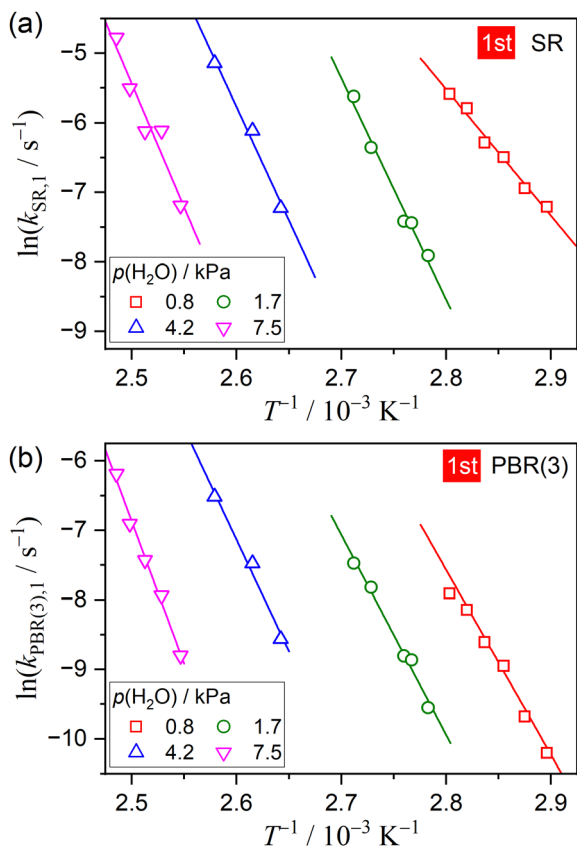 (a)
1st SR
−5
−6
−7
−8
−9
ln(k_SR,1 / s⁻¹)
p(H₂O) / kPa
0.8 1.7
4.2 7.5
2.5 2.6 2.7 2.8 2.9
T⁻¹ / 10⁻³ K⁻¹
(b)
1st PBR(3)
−6
−7
−8
−9
−10
ln(k_PBR(3),1 / s⁻¹)
p(H₂O) / kPa
0.8 1.7
4.2 7.5
2.5 2.6 2.7 2.8 2.9
T⁻¹ / 10⁻³ K⁻¹